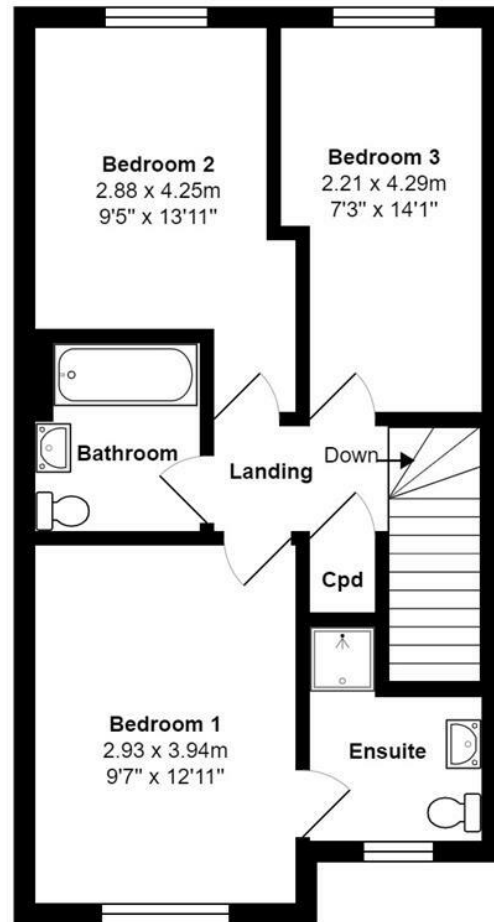 Bedroom 2
2.88 x 4.25m
9'5" x 13'11"
Bedroom 3
2.21 x 4.29m
7'3" x 14'1"
Bathroom
Landing
Down
Cpd
Bedroom 1
2.93 x 3.94m
9'7" x 12'11"
Ensuite